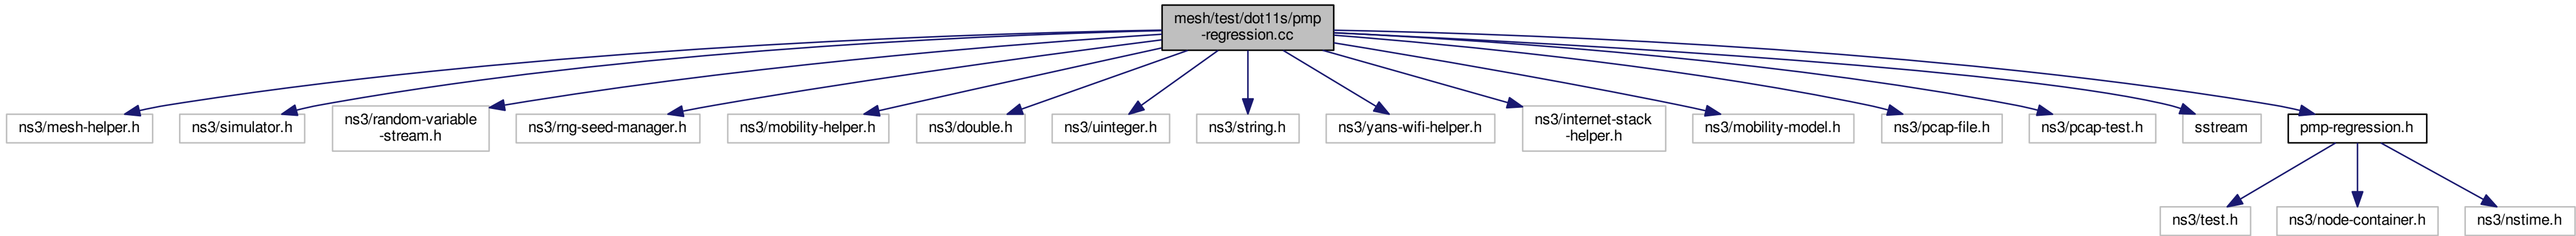 mesh/test/dot11s/pmp
-regression.cc
ns3/mesh-helper.h
ns3/simulator.h
ns3/random-variable
-stream.h
ns3/rng-seed-manager.h
ns3/mobility-helper.h
ns3/double.h
ns3/uinteger.h
ns3/string.h
ns3/yans-wifi-helper.h
ns3/internet-stack
-helper.h
ns3/mobility-model.h
ns3/pcap-file.h
ns3/pcap-test.h
sstream
pmp-regression.h
ns3/test.h
ns3/node-container.h
ns3/nstime.h